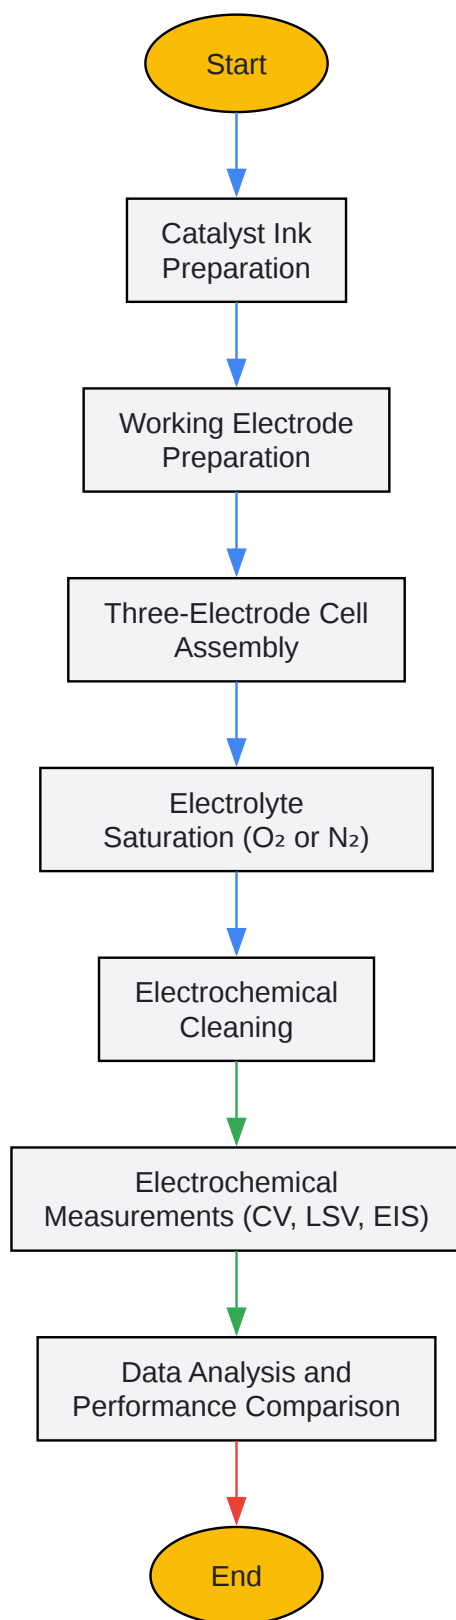 Start
Catalyst Ink
Preparation
Working Electrode
Preparation
Three-Electrode Cell
Assembly
Electrolyte
Saturation (O₂ or N₂)
Electrochemical
Cleaning
Electrochemical
Measurements (CV, LSV, EIS)
Data Analysis and
Performance Comparison
End